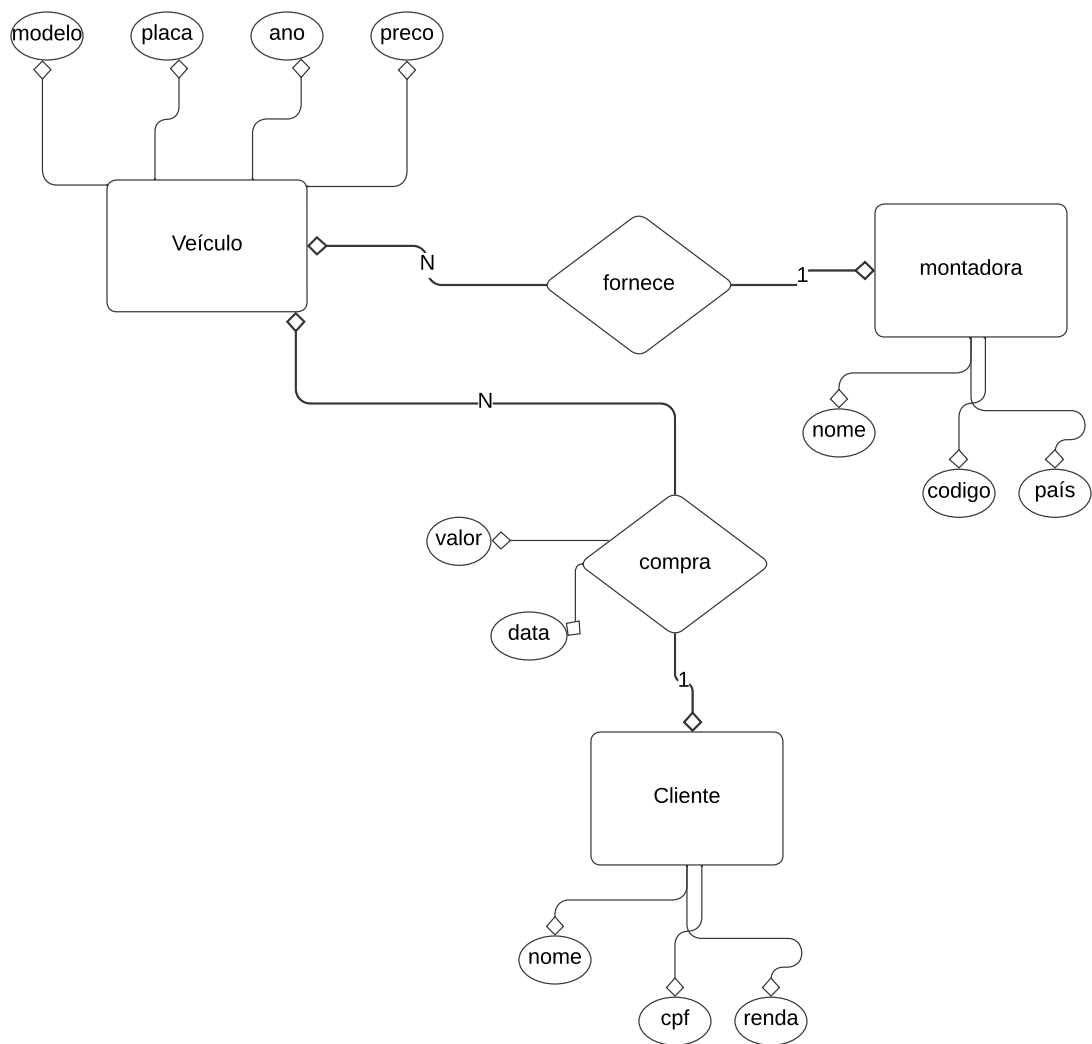 modelo
placa
ano
preco
Veículo
N
fornece
1
montadora
nome
codigo
país
N
valor
compra
data
1
Cliente
nome
cpf
renda